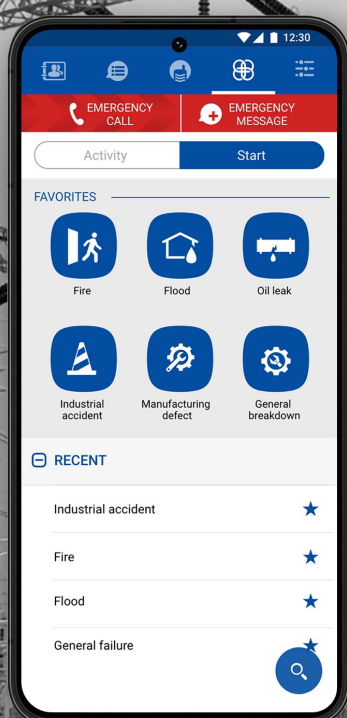 12:30
EMERGENCY
CALL
EMERGENCY
MESSAGE
Activity
Start
FAVORITES
Fire
Flood
Oil leak
Industrial
accident
Manufacturing
defect
General
breakdown
RECENT
Industrial accident
Fire
Flood
General failure